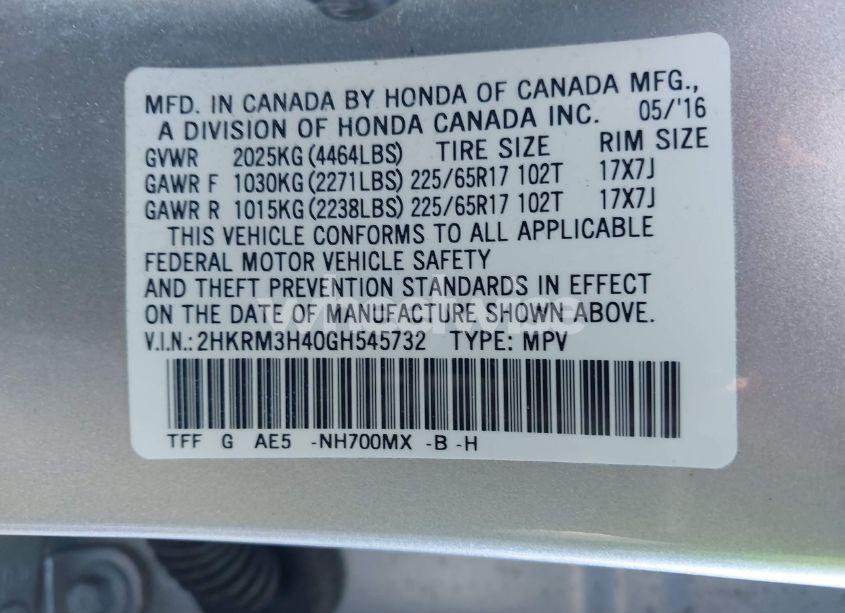 MFD. IN CANADA BY HONDA OF CANADA MFG.,
A DIVISION OF HONDA CANADA INC. 05/'16
GVWR 2025KG(4464LBS) TIRE SIZE RIM SIZE
GAWR F 1030KG(2271LBS) 225/65R17 102T 17X7J
GAWR R 1015KG(2238LBS) 225/65R17 102T 17X7J
THIS VEHICLE CONFORMS TO ALL APPLICABLE
FEDERAL MOTOR VEHICLE SAFETY
AND THEFT PREVENTION STANDARDS IN EFFECT
ON THE DATE OF MANUFACTURE SHOWN ABOVE.
V.I.N.:2HKRM3H40GH545732 TYPE: MPV
TFF G AE5 -NH700MX -B -H